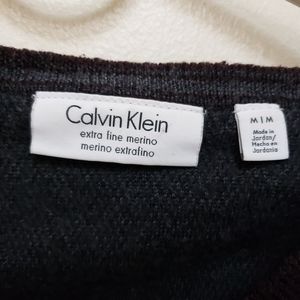 Calvin Klein
extra fine merino
merino extrafino
M | M
Made in
Jordan/
Hecho en
Jordania